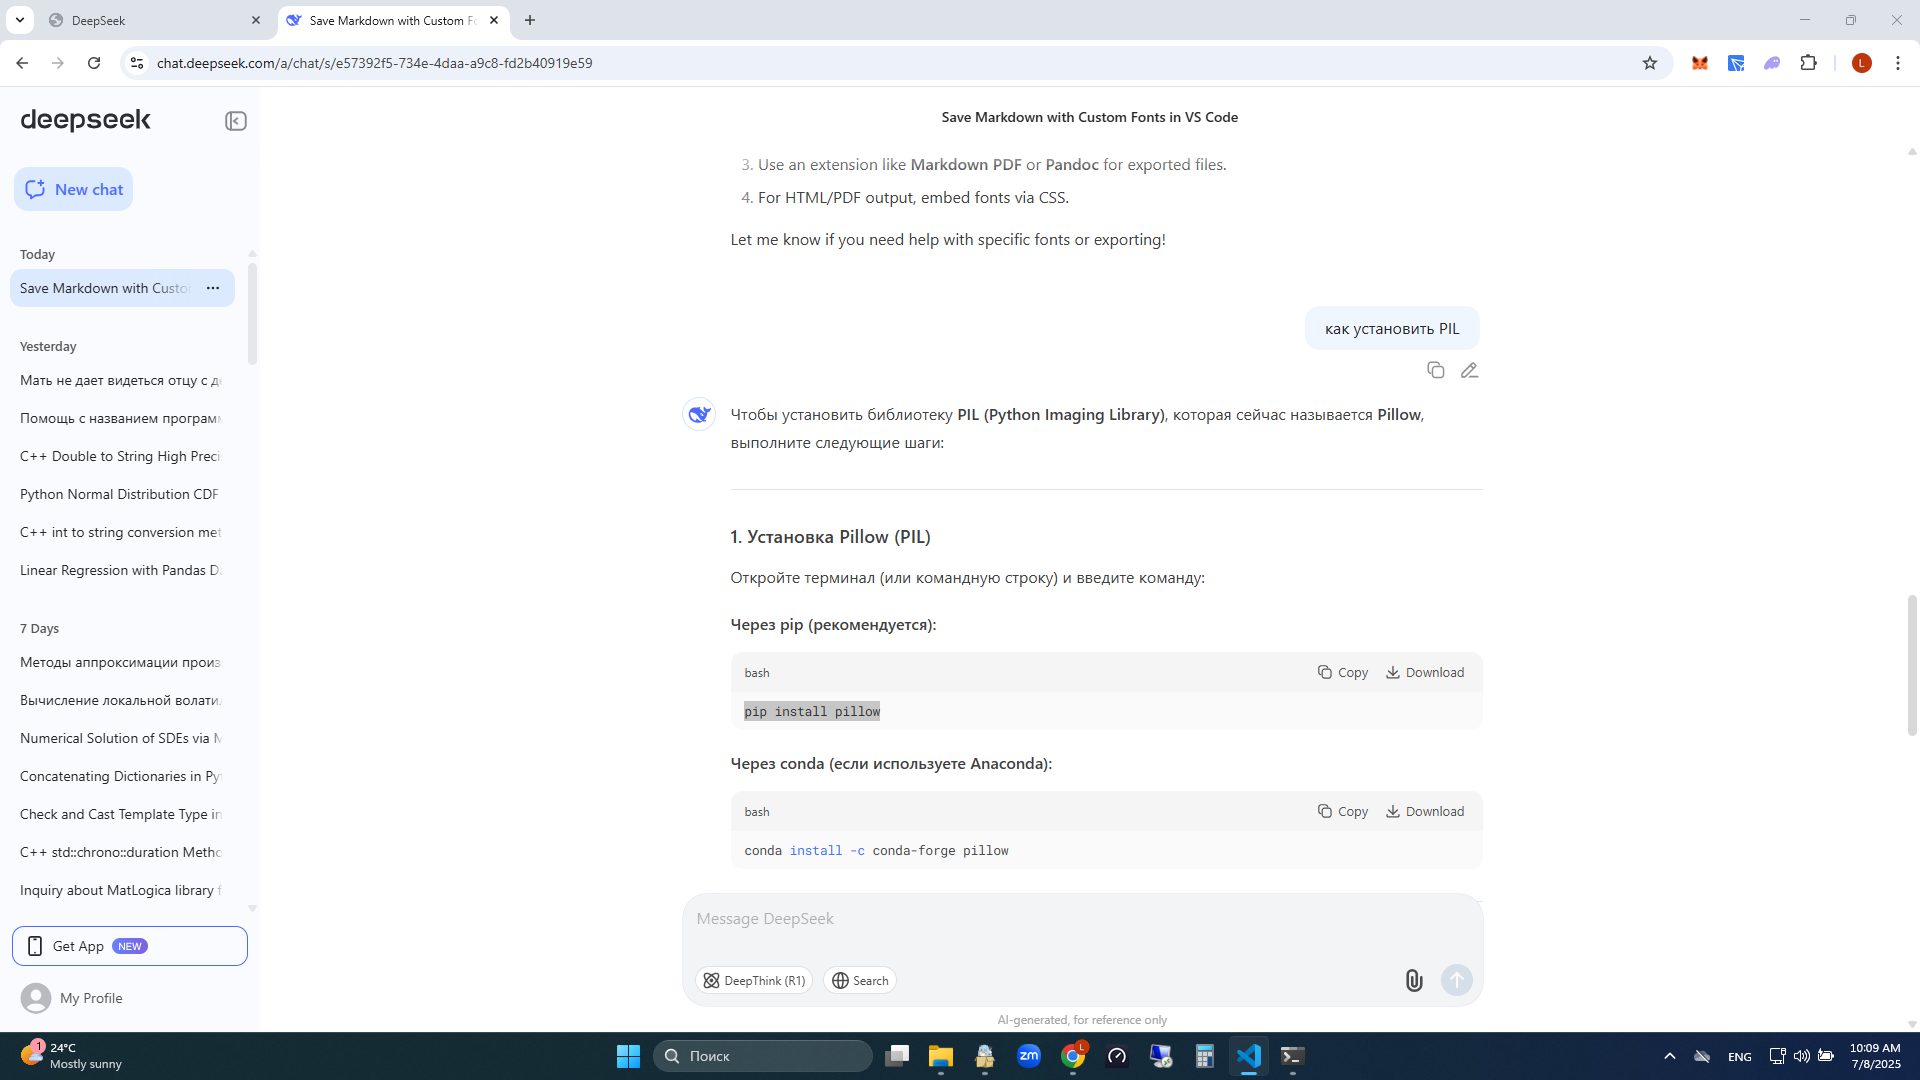 DeepSeek
Save Markdown with Custom Fo
chat.deepseek.com/a/chat/s/e57392f5-734e-4daa-a9c8-fd2b40919e59
L
deepseek
New chat
Today
Save Markdown with Custo
Yesterday
Мать не дает видеться отцу с де
Помощь с названием програм
C++ Double to String High Preci
Python Normal Distribution CDF
C++ int to string conversion met
Linear Regression with Pandas D
7 Days
Методы аппроксимации произ
Вычисление локальной волати
Numerical Solution of SDEs via M
Concatenating Dictionaries in Py
Check and Cast Template Type in
C++ std::chrono::duration Metho
Inquiry about MatLogica library f
Get App NEW
My Profile
Save Markdown with Custom Fonts in VS Code
3. Use an extension like Markdown PDF or Pandoc for exported files.
4. For HTML/PDF output, embed fonts via CSS.
Let me know if you need help with specific fonts or exporting!
как установить PIL
Чтобы установить библиотеку PIL (Python Imaging Library), которая сейчас называется Pillow,
выполните следующие шаги:
1. Установка Pillow (PIL)
Откройте терминал (или командную строку) и введите команду:
Через pip (рекомендуется):
bash Copy Download
pip install pillow
Через conda (если используете Anaconda):
bash Copy Download
conda install -c conda-forge pillow
Message DeepSeek
DeepThink (R1) Search
AI-generated, for reference only
1
24°C
Mostly sunny
Поиск
zm
L
ENG
10:09 AM
7/8/2025